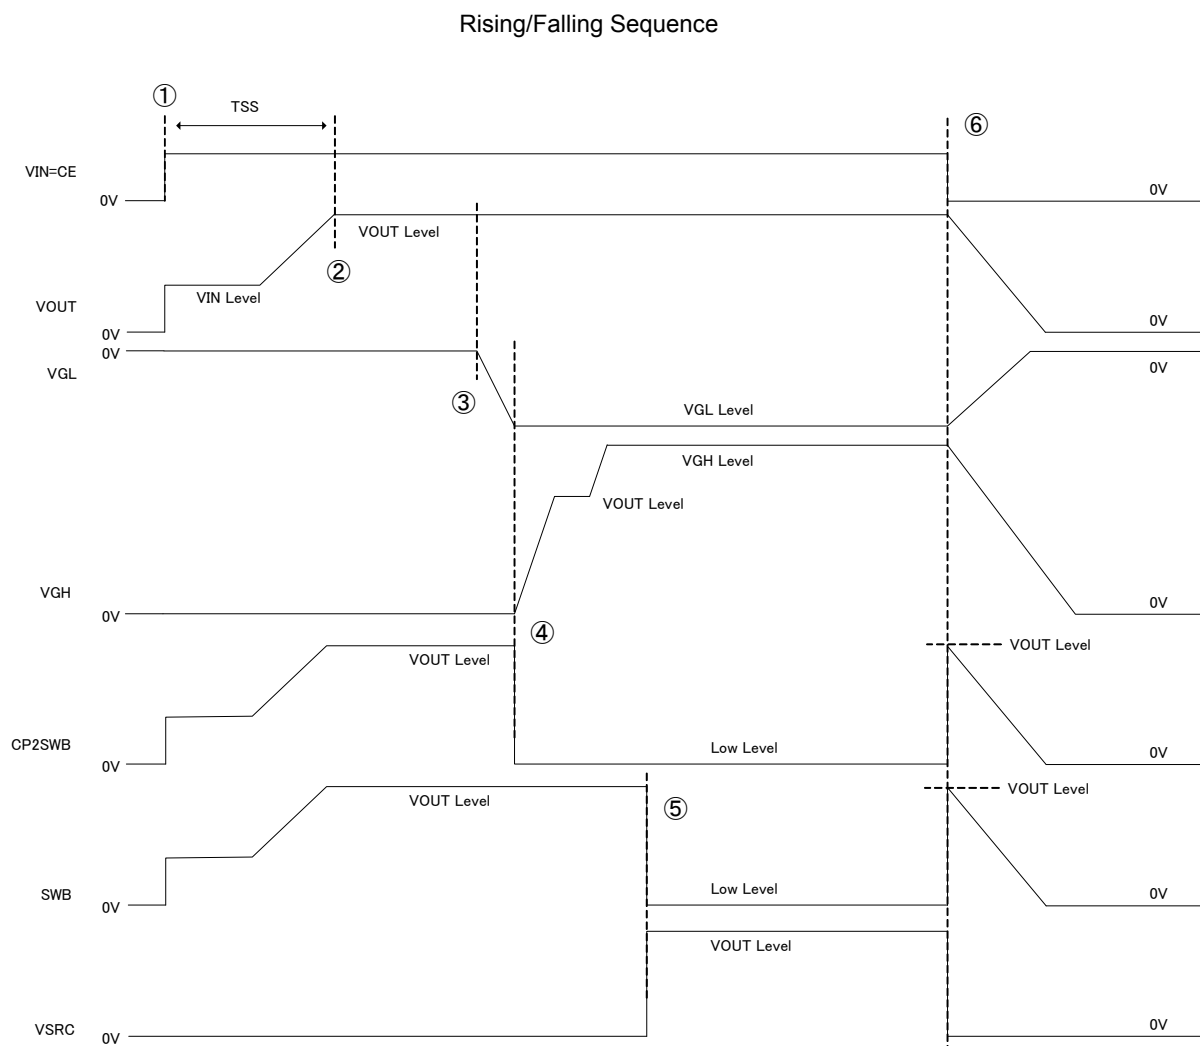 Rising/Falling Sequence
①
TSS
⑥
VIN=CE
0V
0V
VOUT Level
②
VIN Level
VOUT
0V
0V
0V
VGL
0V
③
VGL Level
VGH Level
VOUT Level
VGH
0V
0V
④
VOUT Level
VOUT Level
CP2SWB
0V
Low Level
0V
VOUT Level
VOUT Level
⑤
SWB
0V
Low Level
0V
VOUT Level
VSRC
0V
0V